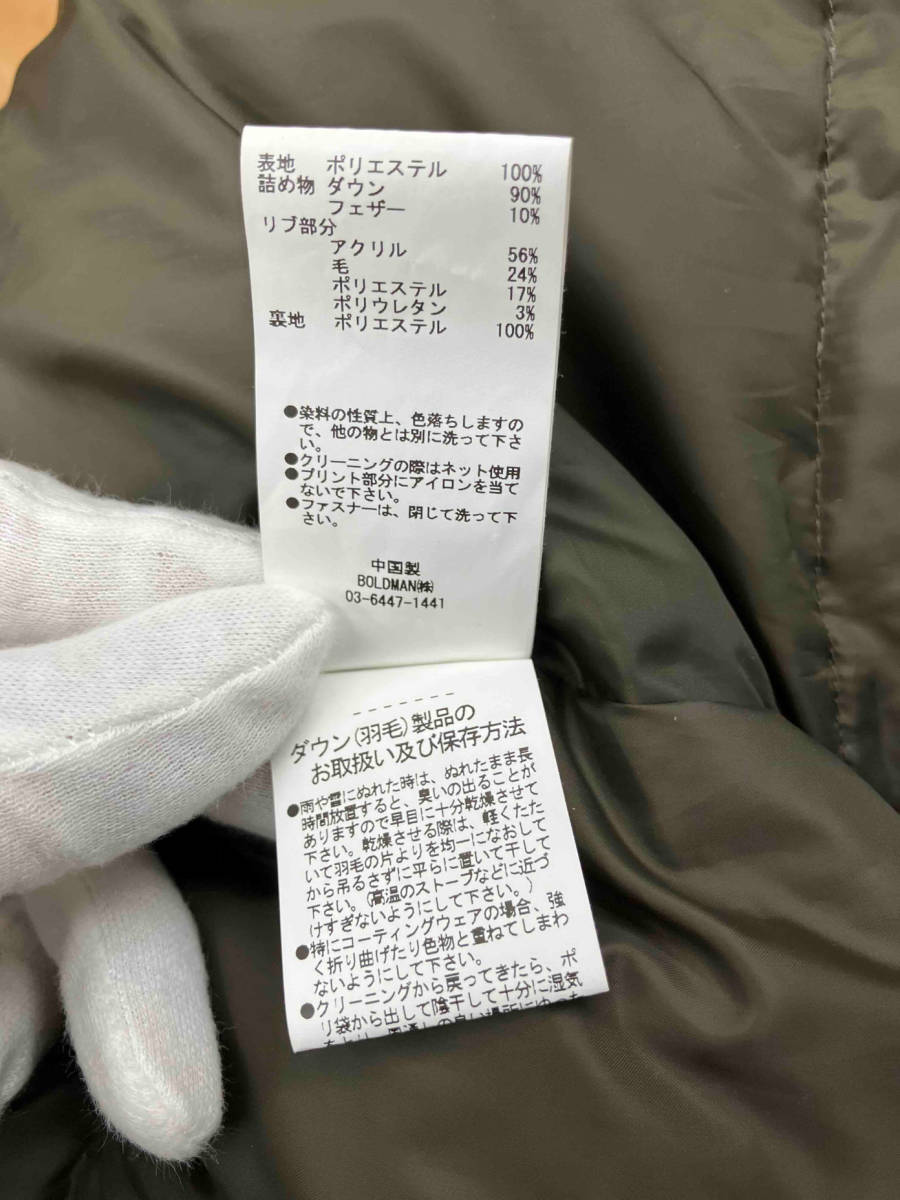 表地 ポリエステル 100%
詰め物 ダウン 90%
フェザー 10%
リブ部分
アクリル 56%
毛 24%
ポリエステル 17%
ポリウレタン 3%
裏地 ポリエステル 100%
●染料の性質上、色落ちしますの
で、他の物とは別に洗って下さ
い。
●クリーニングの際はネット使用
●プリント部分にアイロンを当て
ないで下さい。
●ファスナーは、閉じて洗って下
さい。
中国製
BOLDMAN㈱
03-6447-1441
ダウン(羽毛)製品の
お取扱い及び保存方法
●雨や雪にぬれた時は、ぬれたまま長
時間放置すると、臭いの出ることが
ありますので早目に十分乾燥させて
下さい。乾燥させる際は、軽くたた
いて羽毛の片よりを均一になおして
から吊るさずに平らに置いて干して
下さい。(高温のストーブなどに近づ
けすぎないようにして下さい。)
●特にコーティングウェアの場合、強
く折り曲げたり色物と重ねてしまわ
ないようにして下さい。
●クリーニングから戻ってきたら、ポ
リ袋から出して陰干して十分に湿気